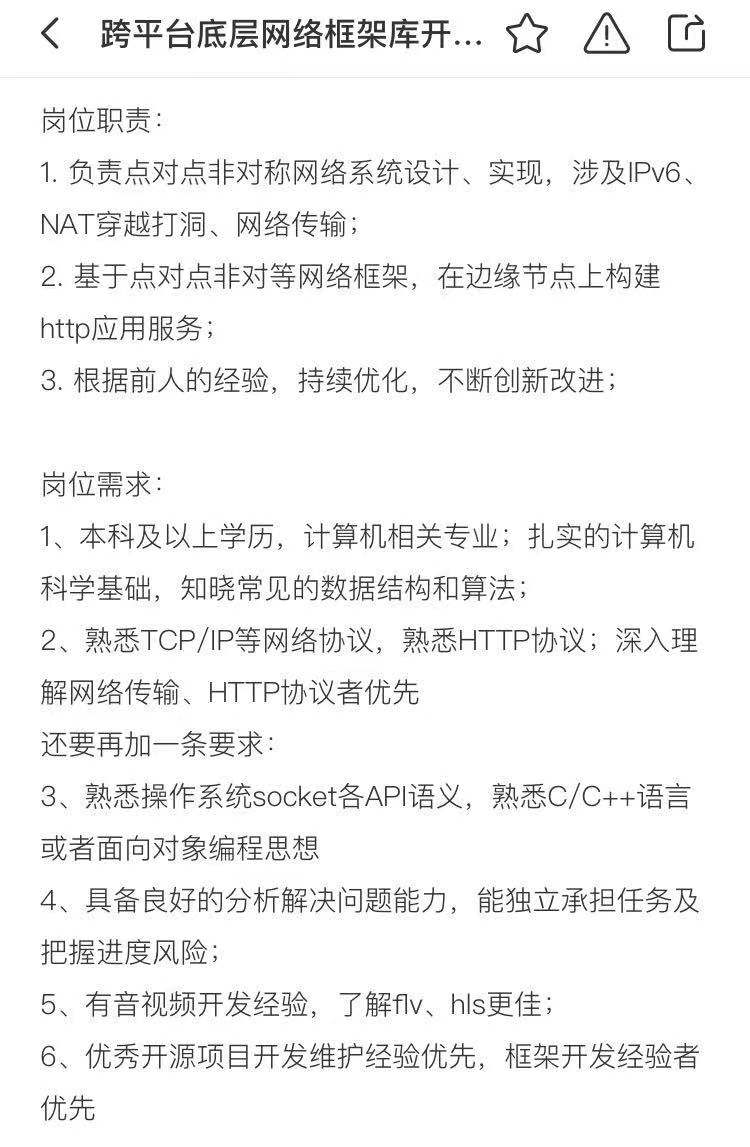 跨平台底层网络框架库开...
岗位职责：
1. 负责点对点非对称网络系统设计、实现，涉及IPv6、
NAT穿越打洞、网络传输；
2. 基于点对点非对等网络框架，在边缘节点上构建
http应用服务；
3. 根据前人的经验，持续优化，不断创新改进；
岗位需求：
1、本科及以上学历，计算机相关专业；扎实的计算机
科学基础，知晓常见的数据结构和算法；
2、熟悉TCP/IP等网络协议，熟悉HTTP协议；深入理
解网络传输、HTTP协议者优先
还要再加一条要求：
3、熟悉操作系统socket各API语义，熟悉C/C++语言
或者面向对象编程思想
4、具备良好的分析解决问题能力，能独立承担任务及
把握进度风险；
5、有音视频开发经验，了解flv、hls更佳；
6、优秀开源项目开发维护经验优先，框架开发经验者
优先